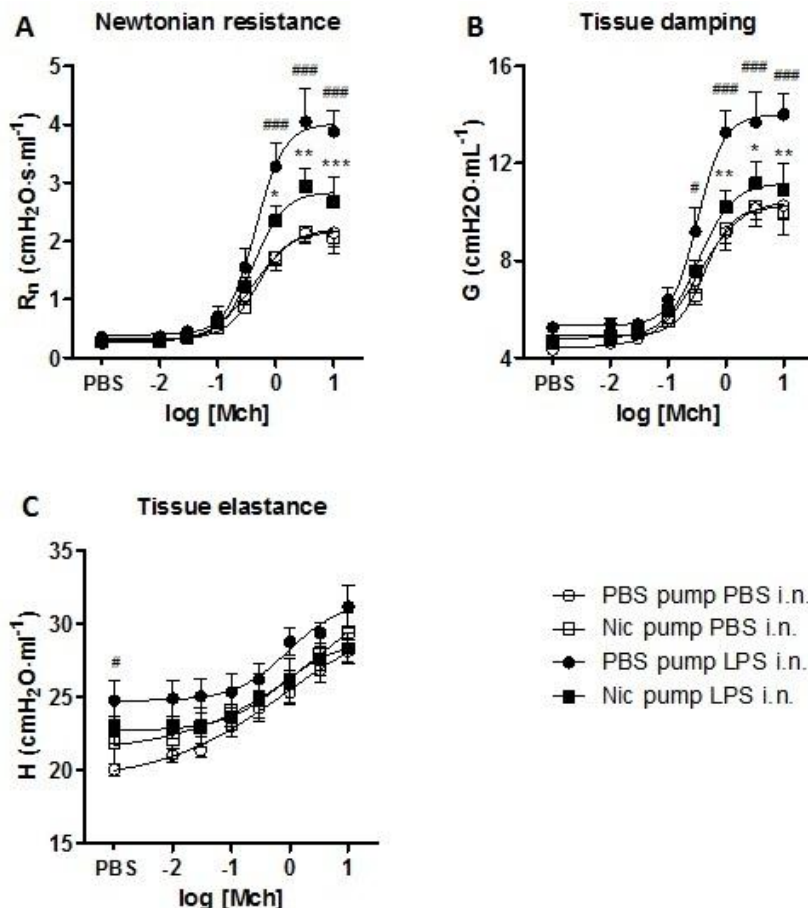 A
Newtonian resistance
Rn (cmH2O·s·ml-1)
5
4
3
2
1
0
###
###
###
*
**
***
PBS -2 -1 0 1
log [Mch]
B
Tissue damping
G (cmH2O·mL-1)
16
12
8
4
#
###
###
###
**
*
**
PBS -2 -1 0 1
log [Mch]
C
Tissue elastance
H (cmH2O·ml-1)
35
30
25
20
15
#
PBS -2 -1 0 1
log [Mch]
PBS pump PBS i.n.
Nic pump PBS i.n.
PBS pump LPS i.n.
Nic pump LPS i.n.